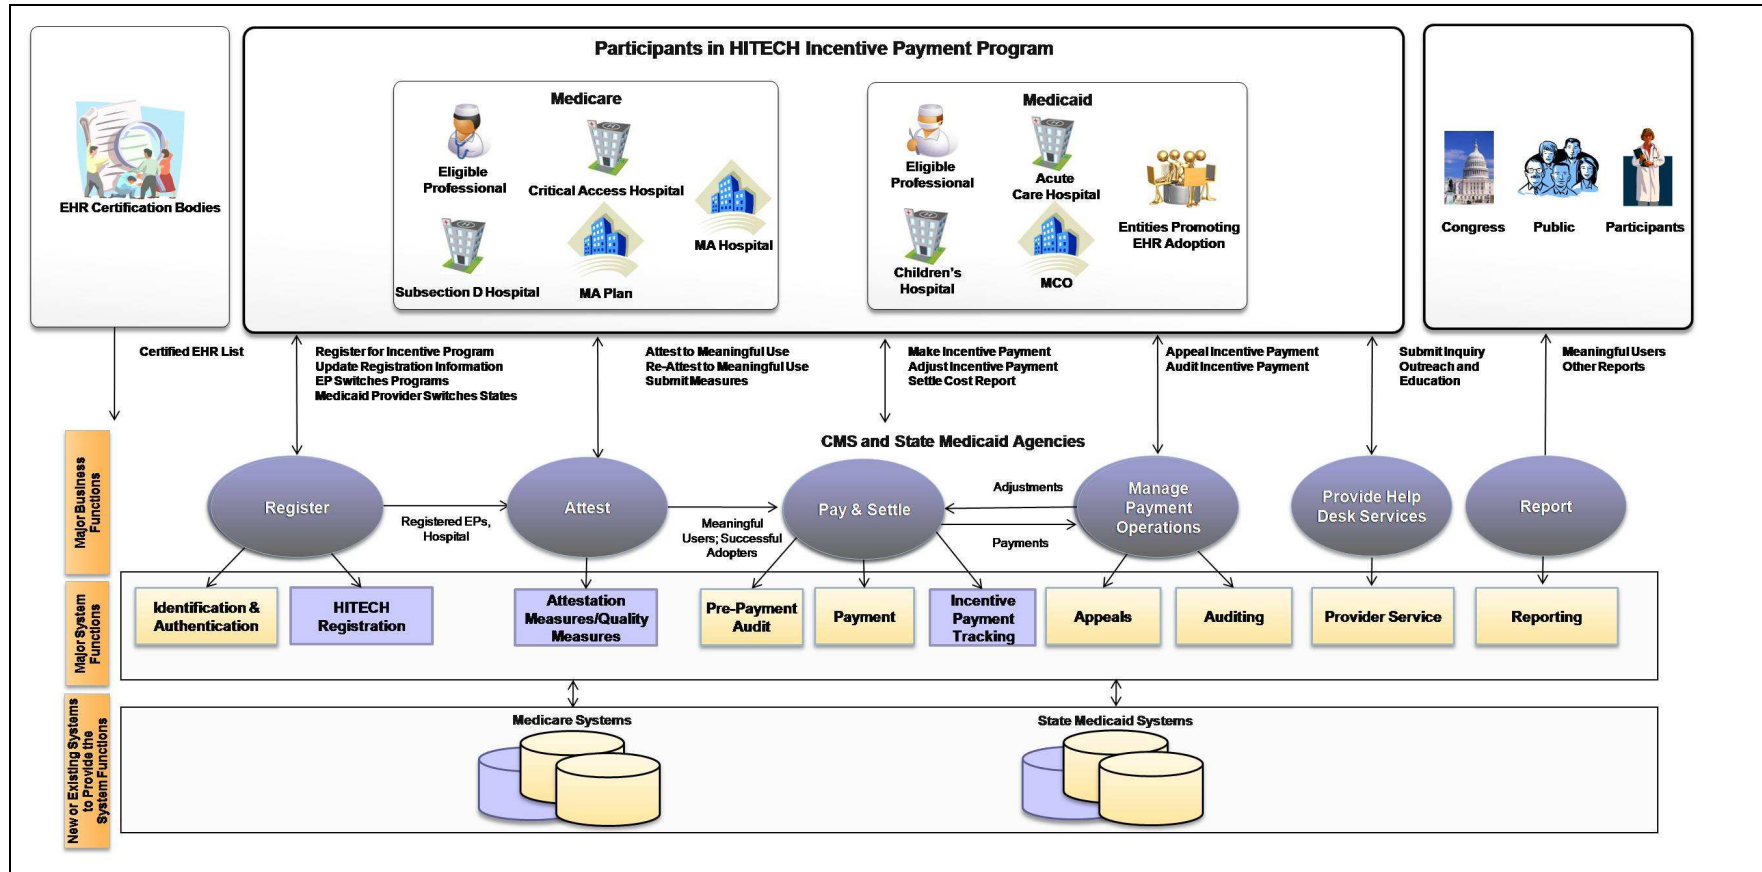 Participants in HITECH Incentive Payment Program
EHR Certification Bodies
Medicare
Eligible
Professional
Critical Access Hospital
MA Hospital
Subsection D Hospital
MA Plan
Medicaid
Eligible
Professional
Acute
Care Hospital
Entities Promoting
EHR Adoption
Children's
Hospital
MCO
Congress
Public
Participants
Certified EHR List
Register for Incentive Program
Update Registration Information
EP Switches Programs
Medicaid Provider Switches States
Attest to Meaningful Use
Re-Attest to Meaningful Use
Submit Measures
Make Incentive Payment
Adjust Incentive Payment
Settle Cost Report
Appeal Incentive Payment
Audit Incentive Payment
Submit Inquiry
Outreach and
Education
Meaningful Users
Other Reports
CMS and State Medicaid Agencies
Major Business
Functions
Register
Registered EPs,
Hospital
Attest
Meaningful
Users; Successful
Adopters
Pay & Settle
Adjustments
Payments
Manage
Payment
Operations
Provide Help
Desk Services
Report
Major System
Functions
Identification &
Authentication
HITECH
Registration
Attestation
Measures/Quality
Measures
Pre-Payment
Audit
Payment
Incentive
Payment
Tracking
Appeals
Auditing
Provider Service
Reporting
New or Existing Systems
to Provide the
System Functions
Medicare Systems
State Medicaid Systems